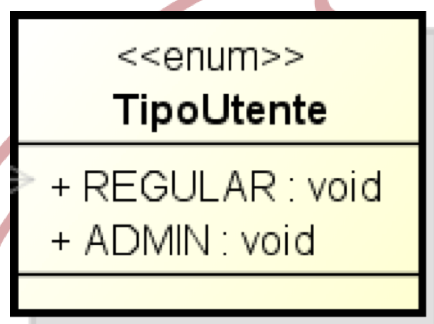 <<enum>>
TipoUtente
+ REGULAR : void
+ ADMIN : void